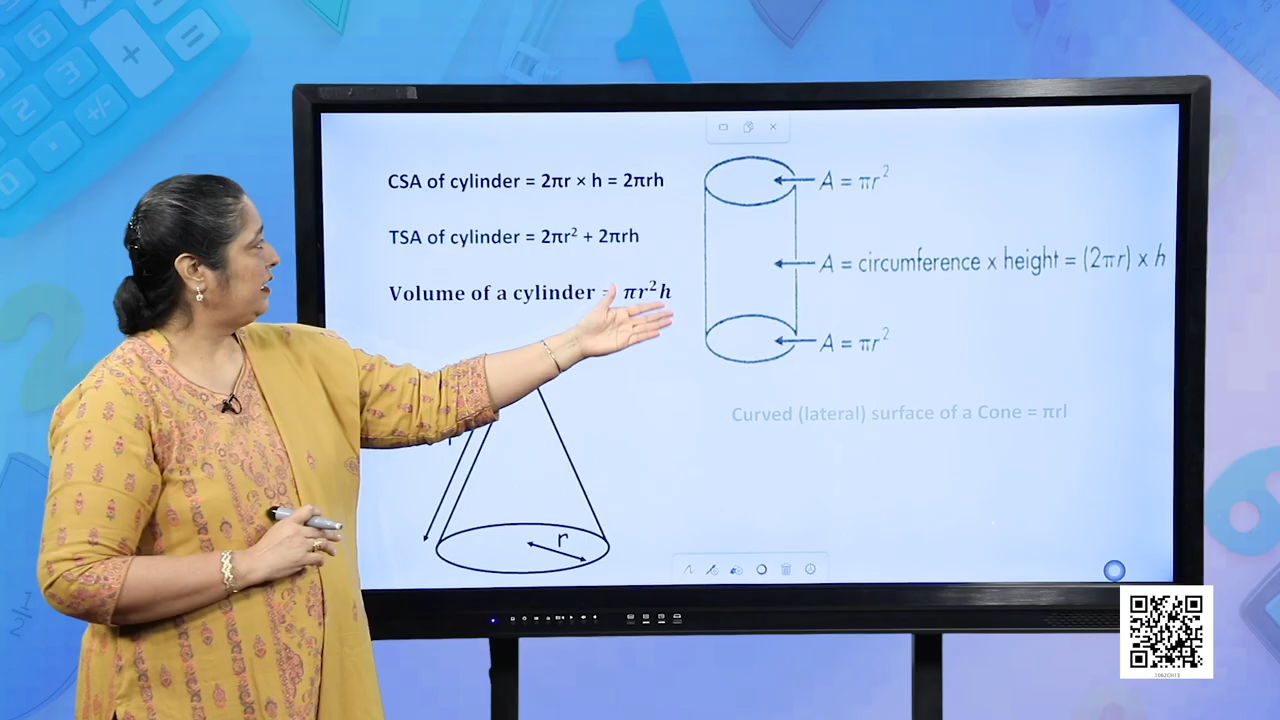 CSA of cylinder = 2πr × h = 2πrh
TSA of cylinder = 2πr² + 2πrh
Volume of a cylinder = πr²h
A = πr²
A = circumference x height = (2πr) x h
A = πr²
Curved (lateral) surface of a Cone = πrl
r
1062CH13